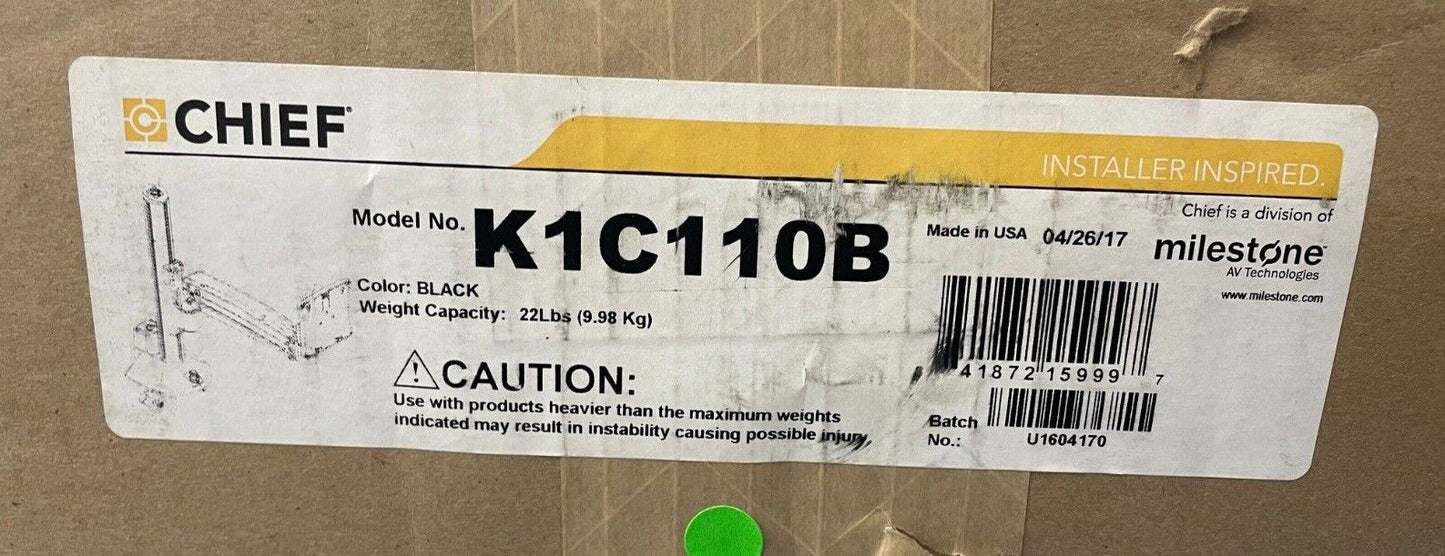 CHIEF®
INSTALLER INSPIRED.
Chief is a division of
milestone™
AV Technologies
www.milestone.com
Model No. K1C110B
Made in USA 04/26/17
Color: BLACK
Weight Capacity: 22Lbs (9.98 Kg)
CAUTION:
Use with products heavier than the maximum weights
indicated may result in instability causing possible injury.
41872 15999 7
Batch
No.: U1604170